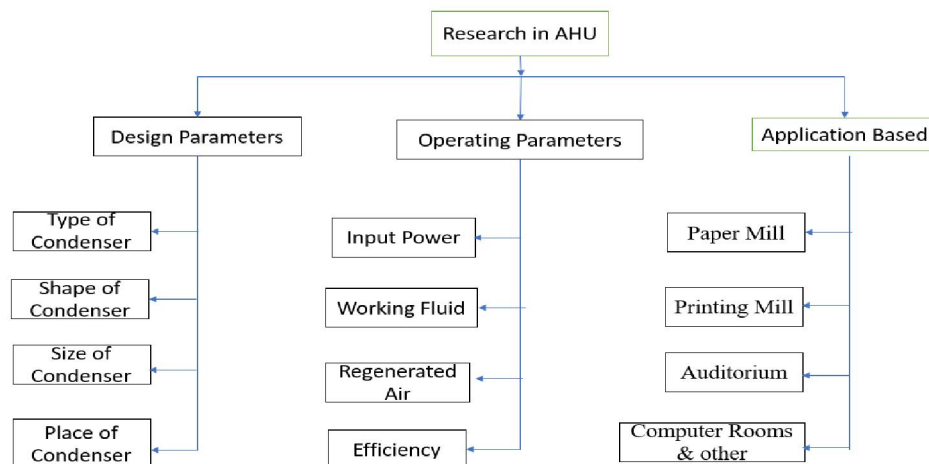 Research in AHU
Design Parameters
Operating Parameters
Application Based
Type of
Condenser
Shape of
Condenser
Size of
Condenser
Place of
Condenser
Input Power
Working Fluid
Regenerated
Air
Efficiency
Paper Mill
Printing Mill
Auditorium
Computer Rooms
& other